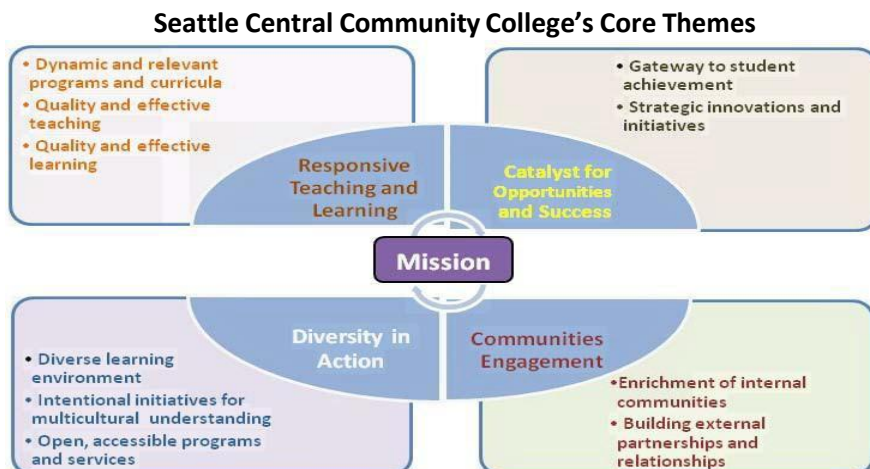 Seattle Central Community College's Core Themes
• Dynamic and relevant
programs and curricula
• Quality and effective
teaching
• Quality and effective
learning
Responsive
Teaching and
Learning
• Gateway to student
achievement
• Strategic innovations and
initiatives
Catalyst for
Opportunities
and Success
Mission
Diversity in
Action
• Diverse learning
environment
• Intentional initiatives for
multicultural understanding
• Open, accessible programs
and services
Communities
Engagement
•Enrichment of internal
communities
• Building external
partnerships and
relationships